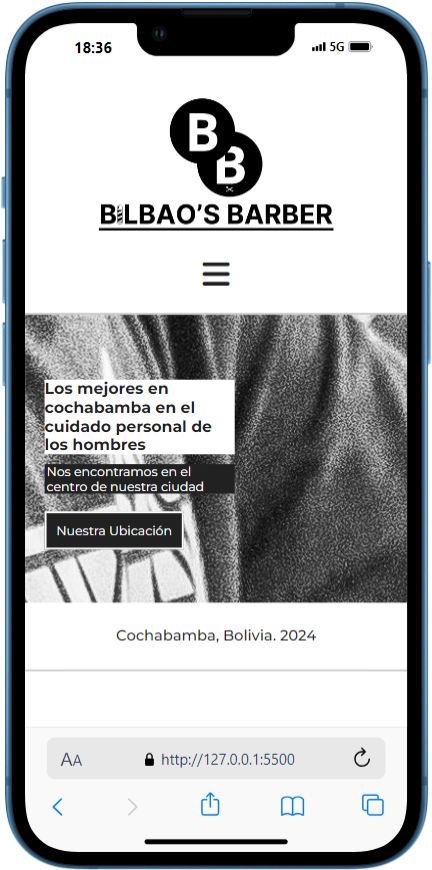 18:36
5G
B
B
BILBAO'S BARBER
Los mejores en
cochabamba en el
cuidado personal de
los hombres
Nos encontramos en el
centro de nuestra ciudad
Nuestra Ubicación
Cochabamba, Bolivia. 2024
AA
http://127.0.0.1:5500